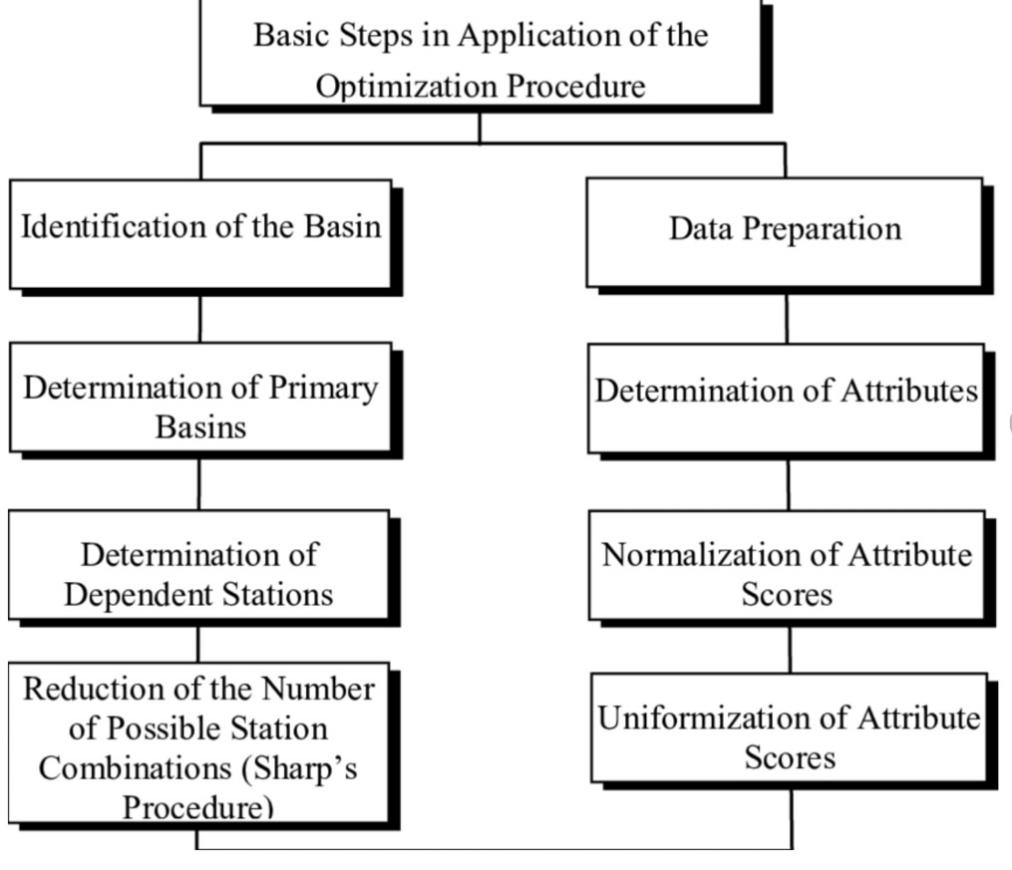 Basic Steps in Application of the
Optimization Procedure
Identification of the Basin
Data Preparation
Determination of Primary
Basins
Determination of Attributes
Determination of
Dependent Stations
Normalization of Attribute
Scores
Reduction of the Number
of Possible Station
Combinations (Sharp’s
Procedure)
Uniformization of Attribute
Scores